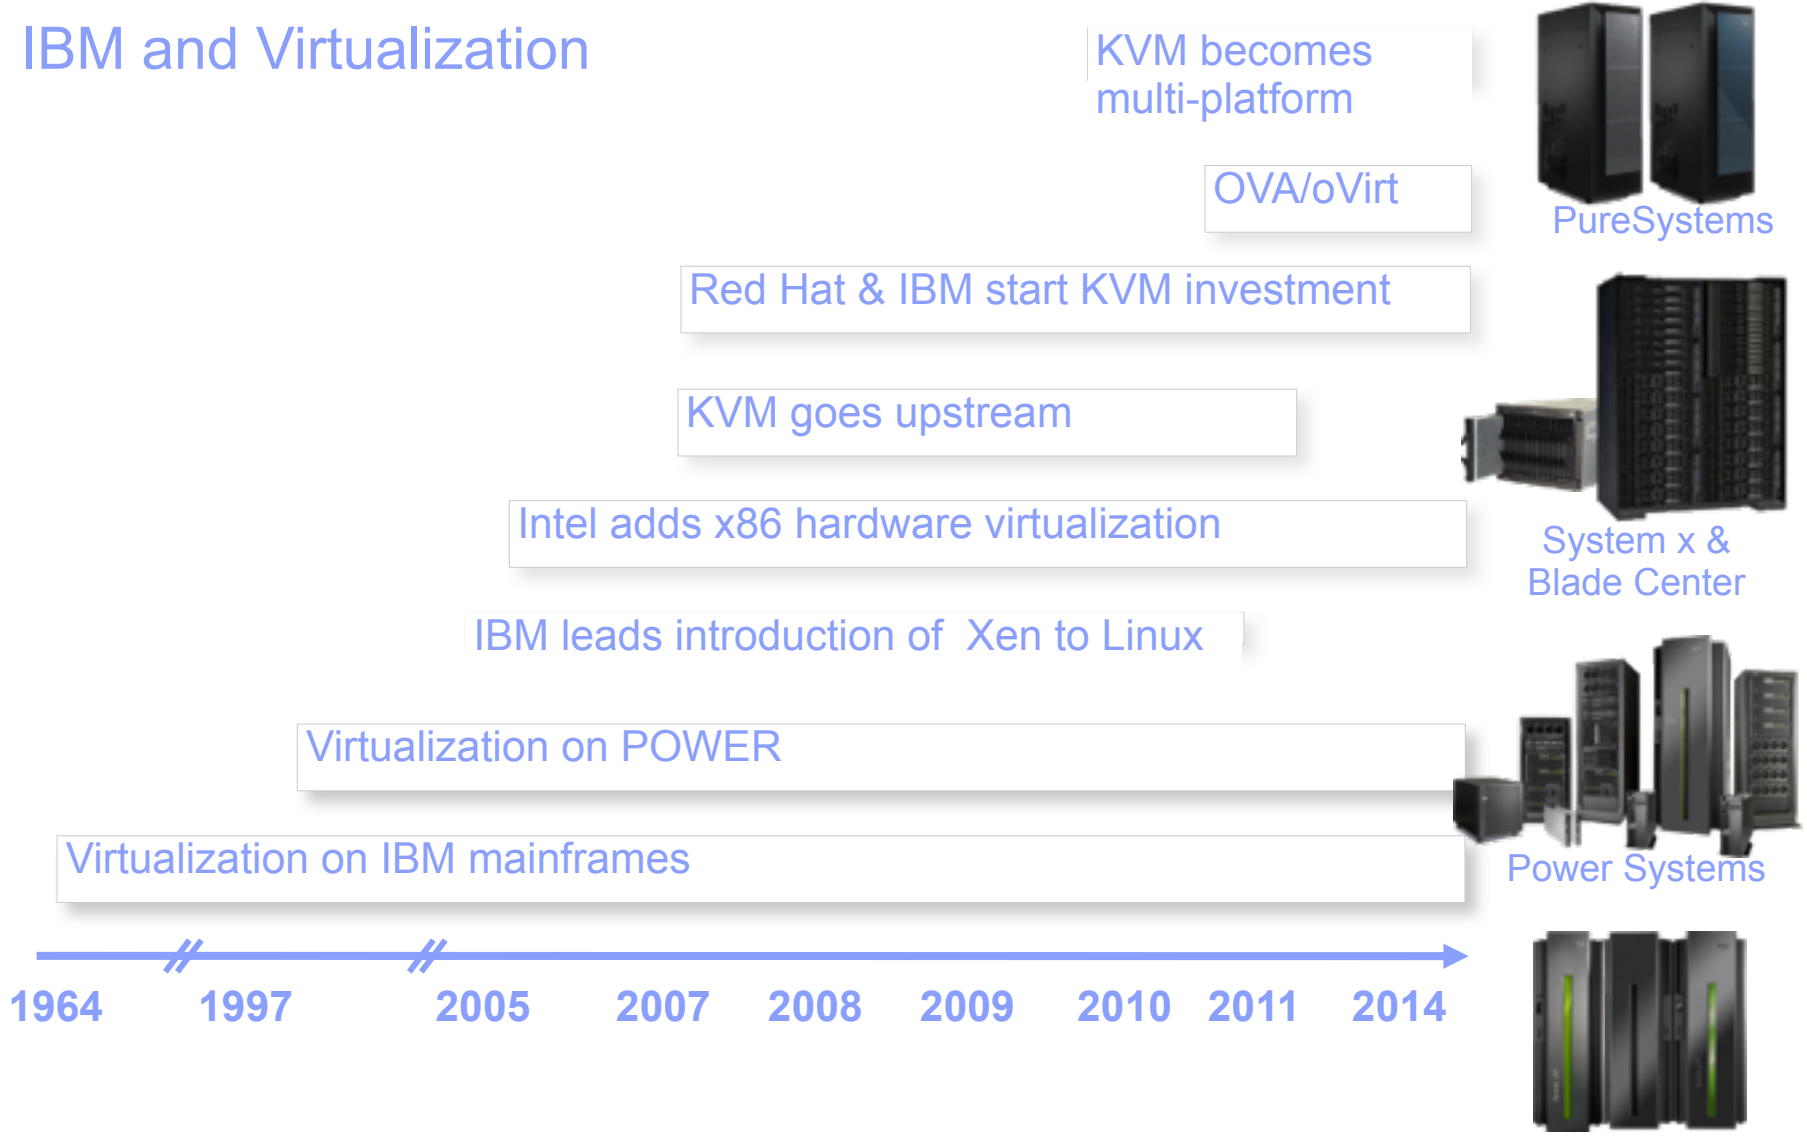 IBM and Virtualization
KVM becomes
multi-platform
OVA/oVirt
PureSystems
Red Hat & IBM start KVM investment
KVM goes upstream
Intel adds x86 hardware virtualization
System x &
Blade Center
IBM leads introduction of  Xen to Linux
Virtualization on POWER
Virtualization on IBM mainframes
Power Systems
1964 1997 2005 2007 2008 2009 2010 2011 2014